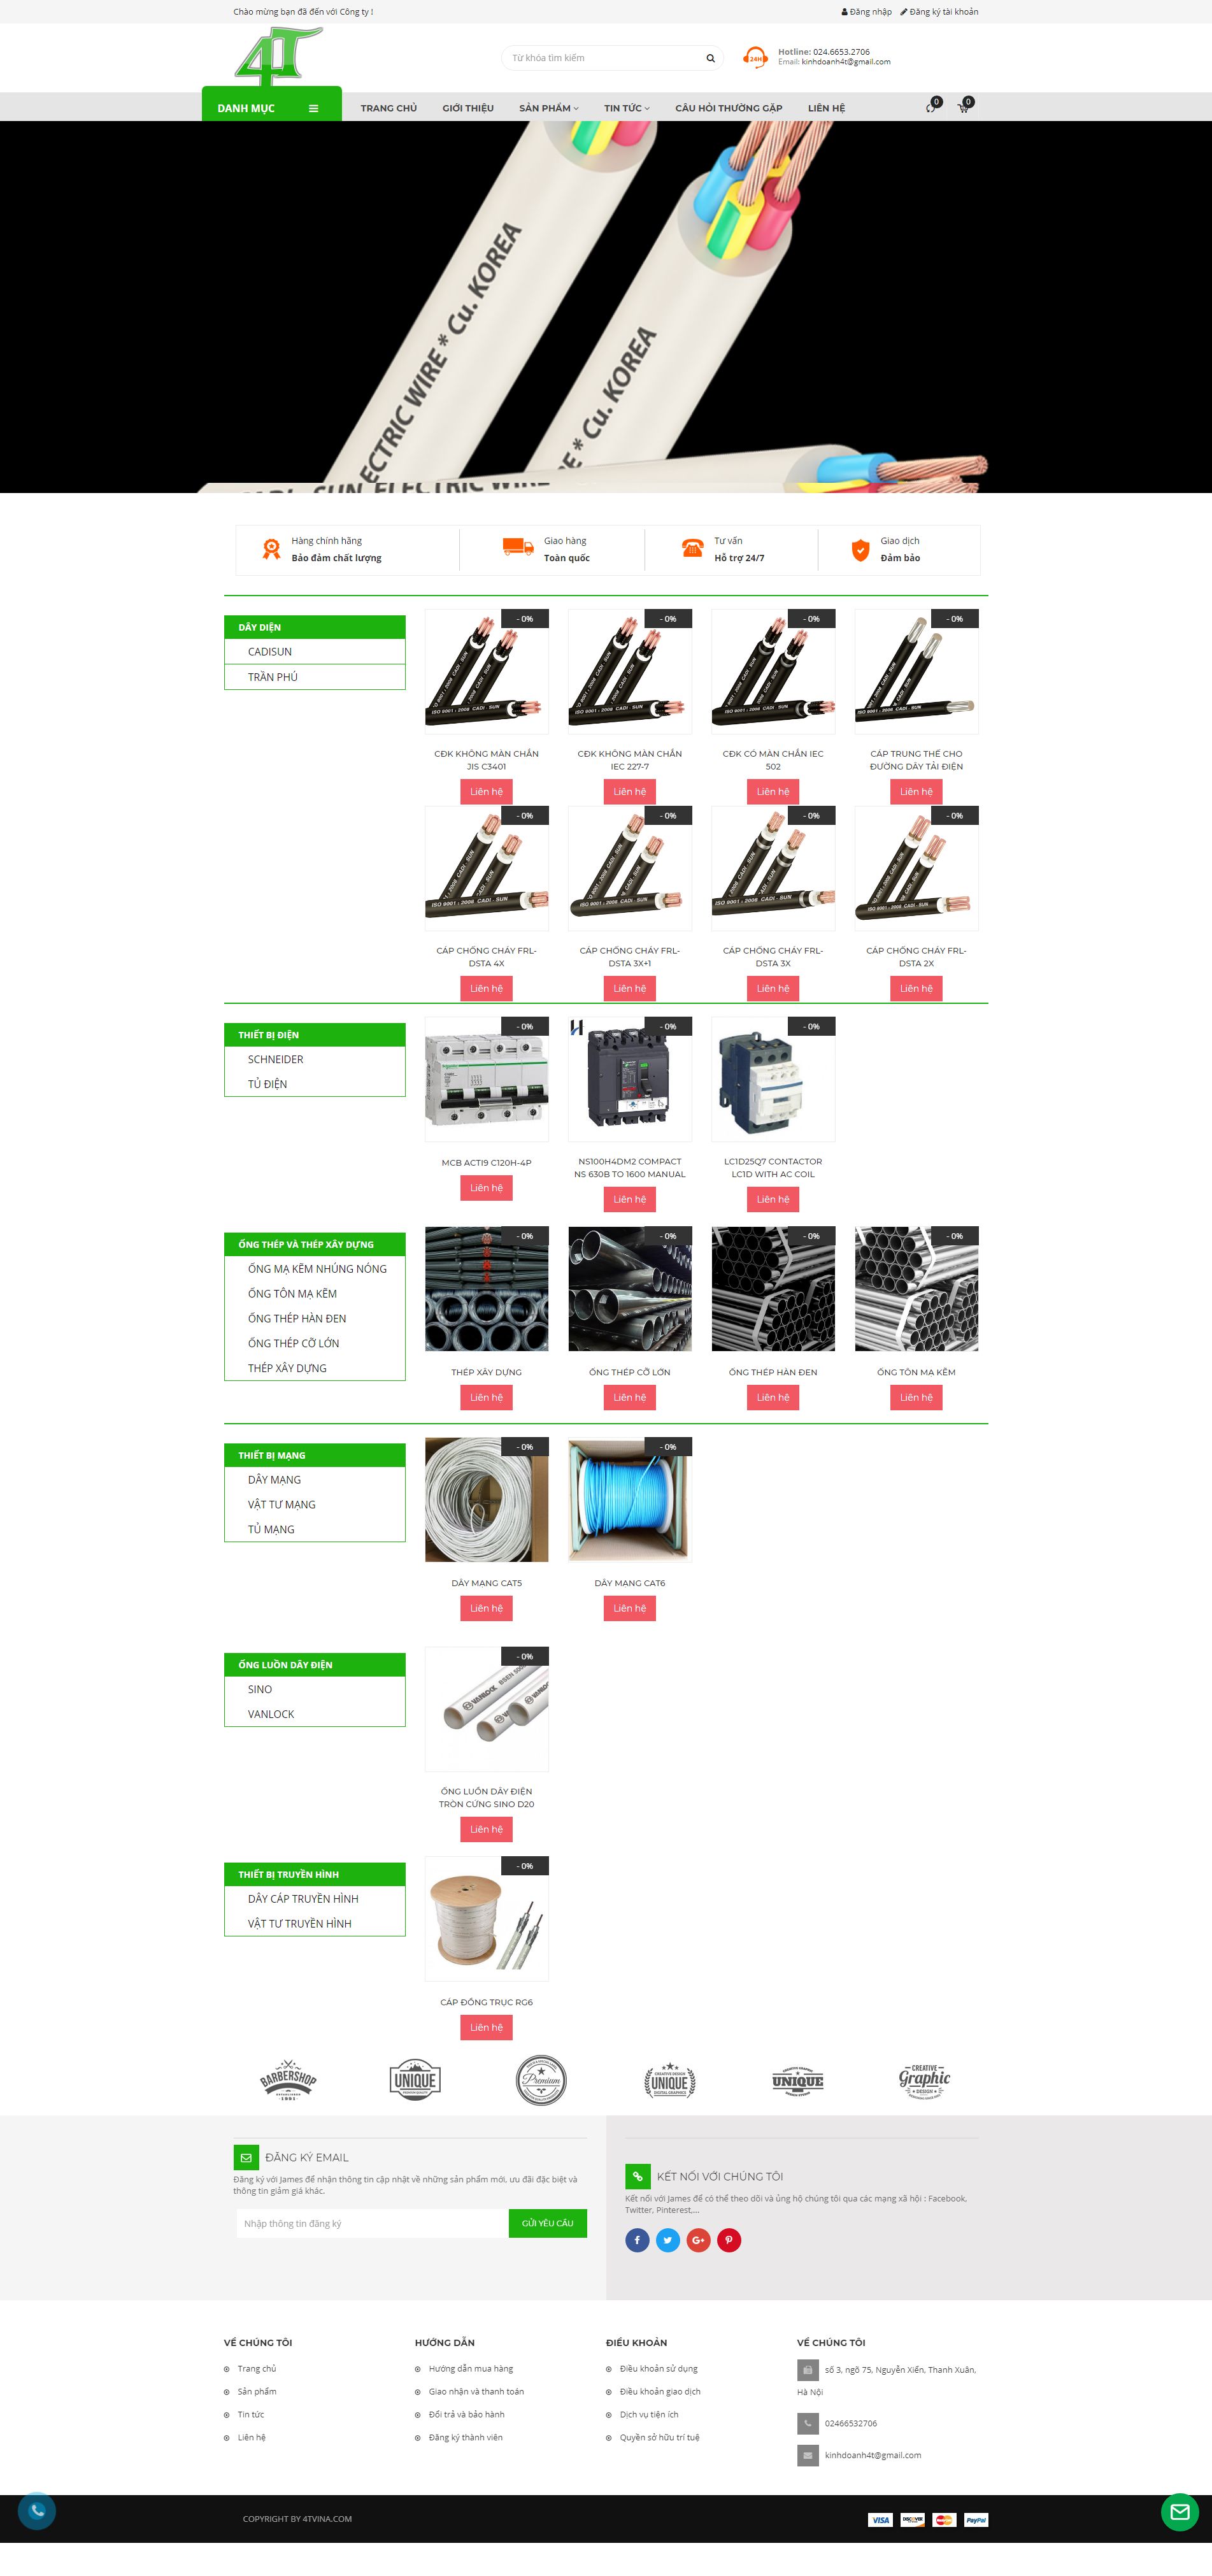 Chào mừng bạn đã đến với Công ty !
Đăng nhập
Đăng ký tài khoản
4T
Từ khóa tìm kiếm
24H
Hotline: 024.6653.2706
Email: kinhdoanh4t@gmail.com
DANH MỤC
TRANG CHỦ
GIỚI THIỆU
SẢN PHẨM
TIN TỨC
CÂU HỎI THƯỜNG GẶP
LIÊN HỆ
0
0
ELECTRIC WIRE * Cu. KOREA
WIRE * Cu. KOREA
CADI-SUN ELECTRIC WIRE
Hàng chính hãng
Bảo đảm chất lượng
Giao hàng
Toàn quốc
Tư vấn
Hỗ trợ 24/7
Giao dịch
Đảm bảo
DÂY DIỆN
CADISUN
TRẦN PHÚ
- 0%
- 0%
- 0%
- 0%
CĐK KHÔNG MÀN CHẮN
JIS C3401
Liên hệ
CĐK KHÔNG MÀN CHẮN
IEC 227-7
Liên hệ
CĐK CÓ MÀN CHẮN IEC
502
Liên hệ
CÁP TRUNG THẾ CHO
ĐƯỜNG DÂY TẢI ĐIỆN
Liên hệ
- 0%
- 0%
- 0%
- 0%
CÁP CHỐNG CHÁY FRL-
DSTA 4X
Liên hệ
CÁP CHỐNG CHÁY FRL-
DSTA 3X+1
Liên hệ
CÁP CHỐNG CHÁY FRL-
DSTA 3X
Liên hệ
CÁP CHỐNG CHÁY FRL-
DSTA 2X
Liên hệ
THIẾT BỊ ĐIỆN
SCHNEIDER
TỦ ĐIỆN
- 0%
- 0%
- 0%
MCB ACTI9 C120H-4P
Liên hệ
NS100H4DM2 COMPACT
NS 630B TO 1600 MANUAL
Liên hệ
LC1D25Q7 CONTACTOR
LC1D WITH AC COIL
Liên hệ
ỐNG THÉP VÀ THÉP XÂY DỰNG
ỐNG MẠ KẼM NHÚNG NÓNG
ỐNG TÔN MẠ KẼM
ỐNG THÉP HÀN ĐEN
ỐNG THÉP CỠ LỚN
THÉP XÂY DỰNG
- 0%
- 0%
- 0%
- 0%
THÉP XÂY DỰNG
Liên hệ
ỐNG THÉP CỠ LỚN
Liên hệ
ỐNG THÉP HÀN ĐEN
Liên hệ
ỐNG TÔN MẠ KẼM
Liên hệ
THIẾT BỊ MẠNG
DÂY MẠNG
VẬT TƯ MẠNG
TỦ MẠNG
- 0%
- 0%
DÂY MẠNG CAT5
Liên hệ
DÂY MẠNG CAT6
Liên hệ
ỐNG LUỒN DÂY ĐIỆN
SINO
VANLOCK
- 0%
VANLOCK BSEN
VANLOCK
ỐNG LUỒN DÂY ĐIỆN
TRÒN CỨNG SINO D20
Liên hệ
THIẾT BỊ TRUYỀN HÌNH
DÂY CÁP TRUYỀN HÌNH
VẬT TƯ TRUYỀN HÌNH
- 0%
CÁP ĐỒNG TRỤC RG6
Liên hệ
BARBERSHOP
UNIQUE
Premium
UNIQUE
UNIQUE
CREATIVE
Graphic
DESIGN
ĐĂNG KÝ EMAIL
Đăng ký với James để nhận thông tin cập nhật về những sản phẩm mới, ưu đãi đặc biệt và
thông tin giảm giá khác.
Nhập thông tin đăng ký
GỬI YÊU CẦU
KẾT NỐI VỚI CHÚNG TÔI
Kết nối với James để có thể theo dõi và ủng hộ chúng tôi qua các mạng xã hội : Facebook,
Twitter, Pinterest,...
VỀ CHÚNG TÔI
Trang chủ
Sản phẩm
Tin tức
Liên hệ
HƯỚNG DẪN
Hướng dẫn mua hàng
Giao nhận và thanh toán
Đổi trả và bảo hành
Đăng ký thành viên
ĐIỀU KHOẢN
Điều khoản sử dụng
Điều khoản giao dịch
Dịch vụ tiện ích
Quyền sở hữu trí tuệ
VỀ CHÚNG TÔI
số 3, ngõ 75, Nguyễn Xiển, Thanh Xuân,
Hà Nội
02466532706
kinhdoanh4t@gmail.com
COPYRIGHT BY 4TVINA.COM
VISA
DISCOVER
MasterCard
PayPal